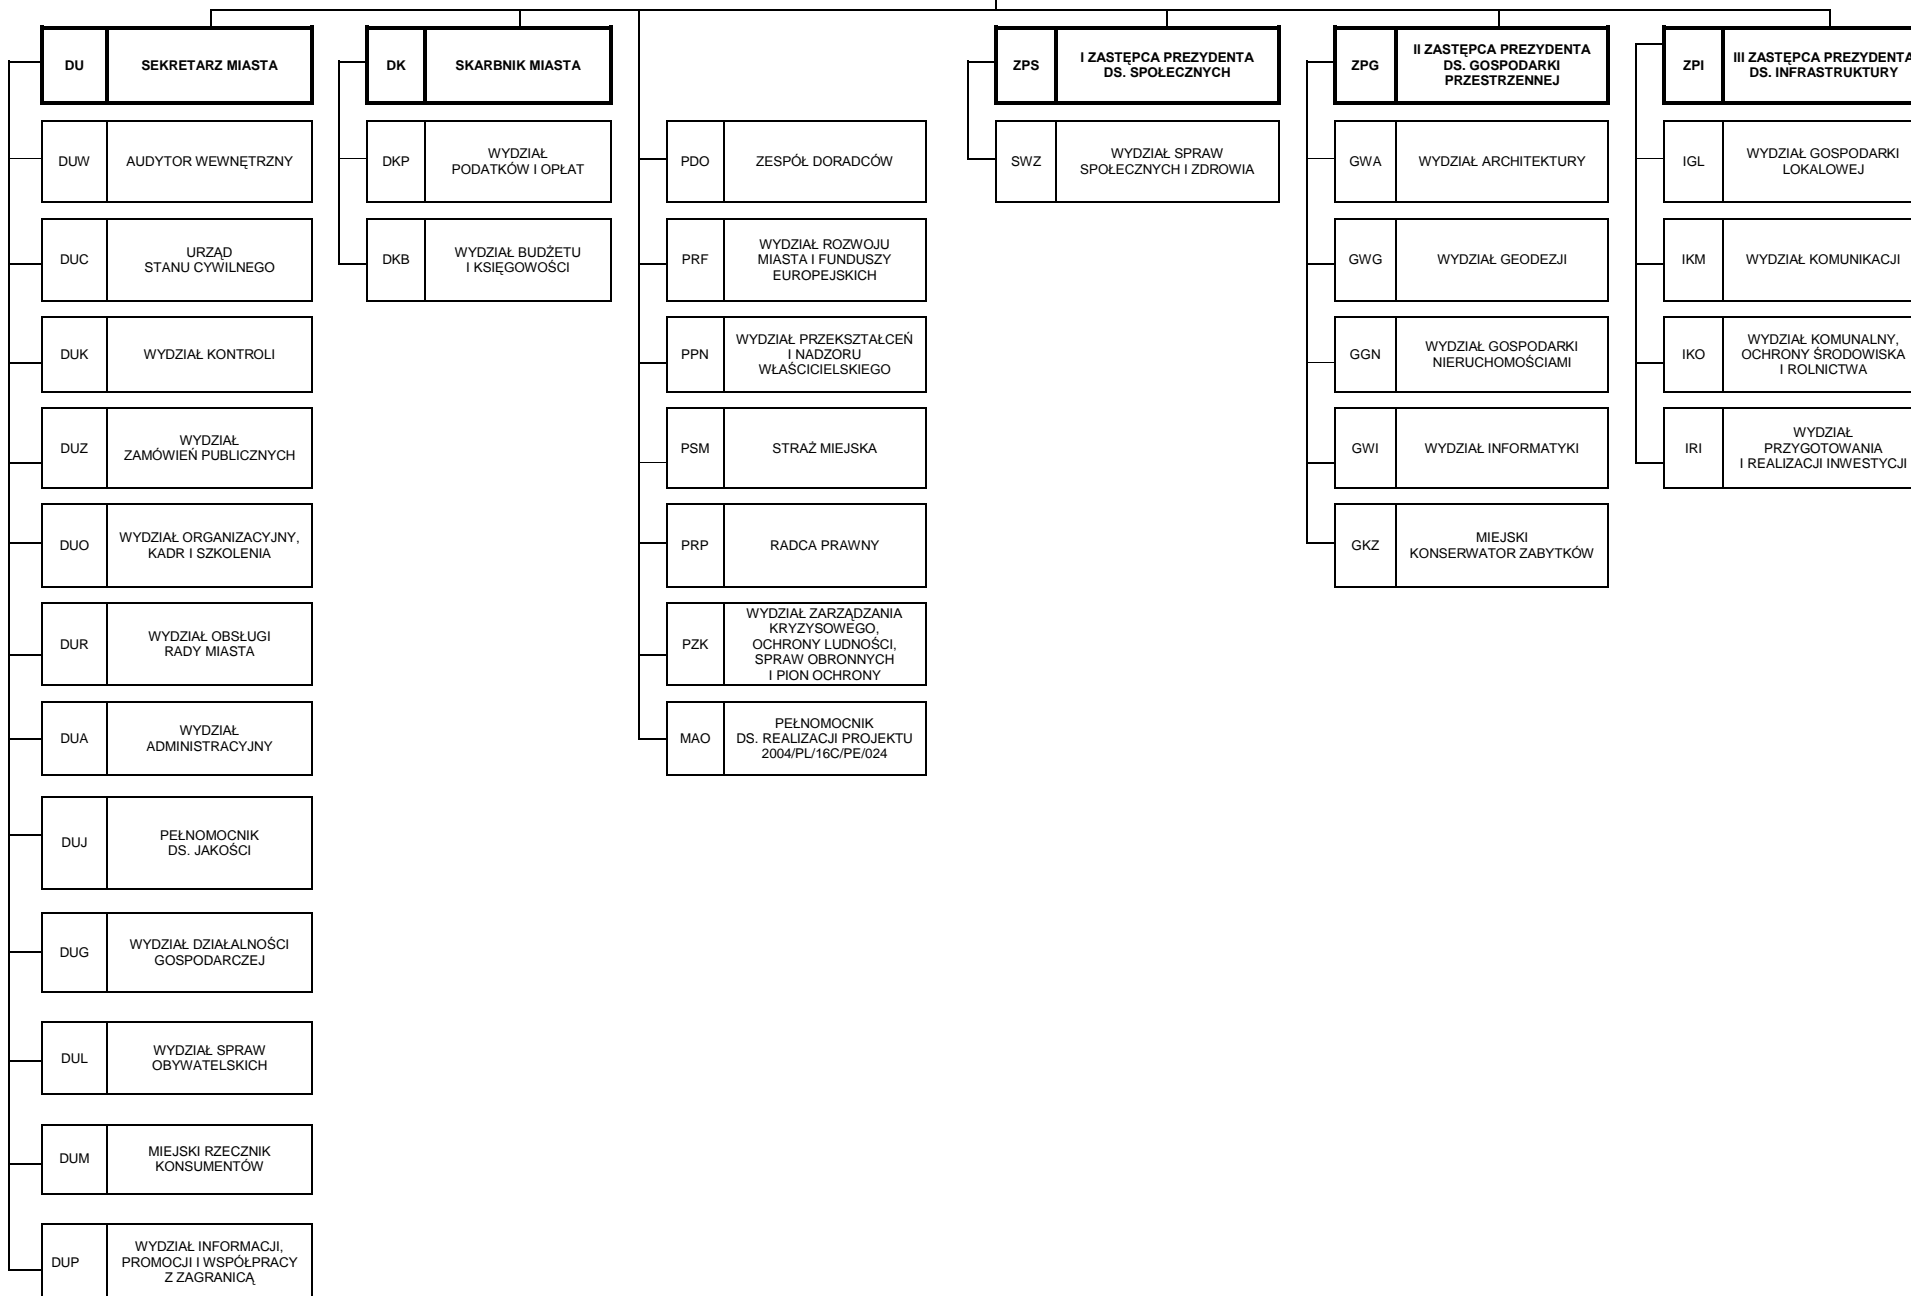 DU
SEKRETARZ MIASTA
DUW
AUDYTOR WEWNĘTRZNY
DUC
URZĄD
STANU CYWILNEGO
DUK
WYDZIAŁ KONTROLI
DUZ
WYDZIAŁ
ZAMÓWIEŃ PUBLICZNYCH
DUO
WYDZIAŁ ORGANIZACYJNY,
KADR I SZKOLENIA
DUR
WYDZIAŁ OBSŁUGI
RADY MIASTA
DUA
WYDZIAŁ
ADMINISTRACYJNY
DUJ
PEŁNOMOCNIK
DS. JAKOŚCI
DUG
WYDZIAŁ DZIAŁALNOŚCI
GOSPODARCZEJ
DUL
WYDZIAŁ SPRAW
OBYWATELSKICH
DUM
MIEJSKI RZECZNIK
KONSUMENTÓW
DUP
WYDZIAŁ INFORMACJI,
PROMOCJI I WSPÓŁPRACY
Z ZAGRANICĄ
DK
SKARBNIK MIASTA
DKP
WYDZIAŁ
PODATKÓW I OPŁAT
DKB
WYDZIAŁ BUDŻETU
I KSIĘGOWOŚCI
PDO
ZESPÓŁ DORADCÓW
PRF
WYDZIAŁ ROZWOJU
MIASTA I FUNDUSZY
EUROPEJSKICH
PPN
WYDZIAŁ PRZEKSZTAŁCEŃ
I NADZORU
WŁAŚCICIELSKIEGO
PSM
STRAŻ MIEJSKA
PRP
RADCA PRAWNY
PZK
WYDZIAŁ ZARZĄDZANIA
KRYZYSOWEGO,
OCHRONY LUDNOŚCI,
SPRAW OBRONNYCH
I PION OCHRONY
MAO
PEŁNOMOCNIK
DS. REALIZACJI PROJEKTU
2004/PL/16C/PE/024
ZPS
I ZASTĘPCA PREZYDENTA
DS. SPOŁECZNYCH
SWZ
WYDZIAŁ SPRAW
SPOŁECZNYCH I ZDROWIA
ZPG
II ZASTĘPCA PREZYDENTA
DS. GOSPODARKI
PRZESTRZENNEJ
GWA
WYDZIAŁ ARCHITEKTURY
GWG
WYDZIAŁ GEODEZJI
GGN
WYDZIAŁ GOSPODARKI
NIERUCHOMOŚCIAMI
GWI
WYDZIAŁ INFORMATYKI
GKZ
MIEJSKI
KONSERWATOR ZABYTKÓW
ZPI
III ZASTĘPCA PREZYDENTA
DS. INFRASTRUKTURY
IGL
WYDZIAŁ GOSPODARKI
LOKALOWEJ
IKM
WYDZIAŁ KOMUNIKACJI
IKO
WYDZIAŁ KOMUNALNY,
OCHRONY ŚRODOWISKA
I ROLNICTWA
IRI
WYDZIAŁ
PRZYGOTOWANIA
I REALIZACJI INWESTYCJI